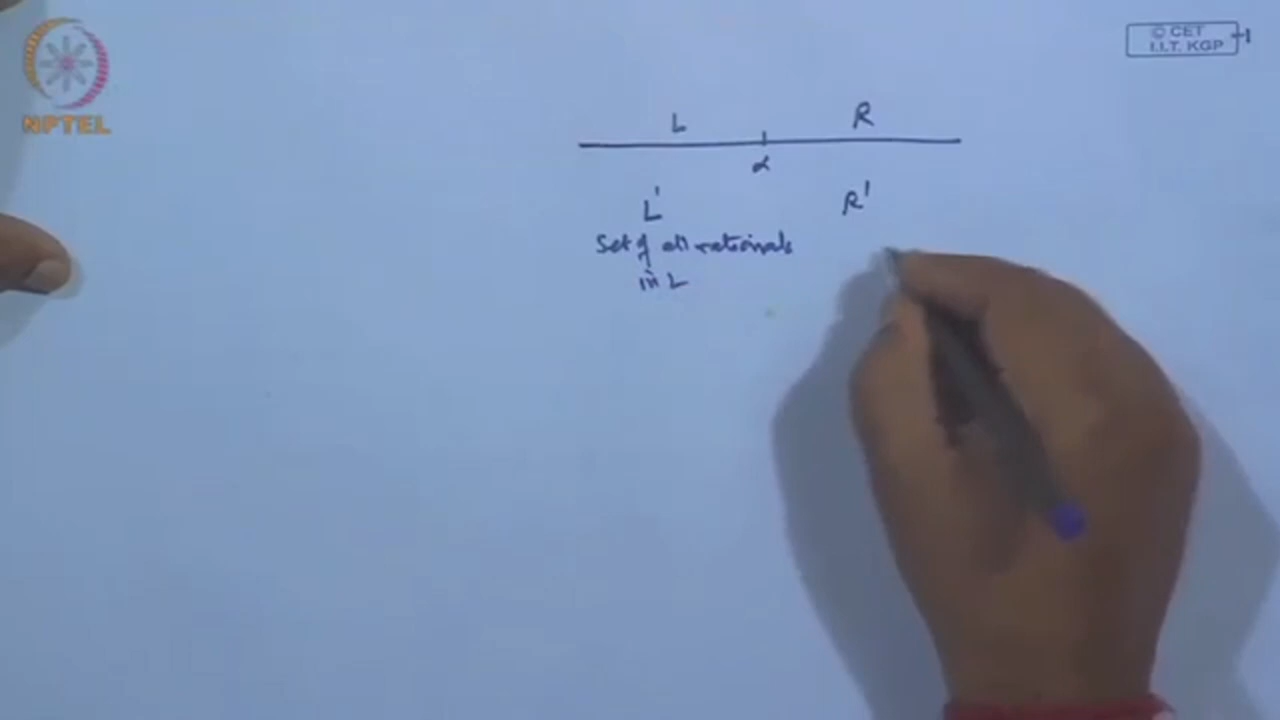 © CET
I.I.T. KGP
NPTEL
L R
α
L' R'
Set of all rationals
in L